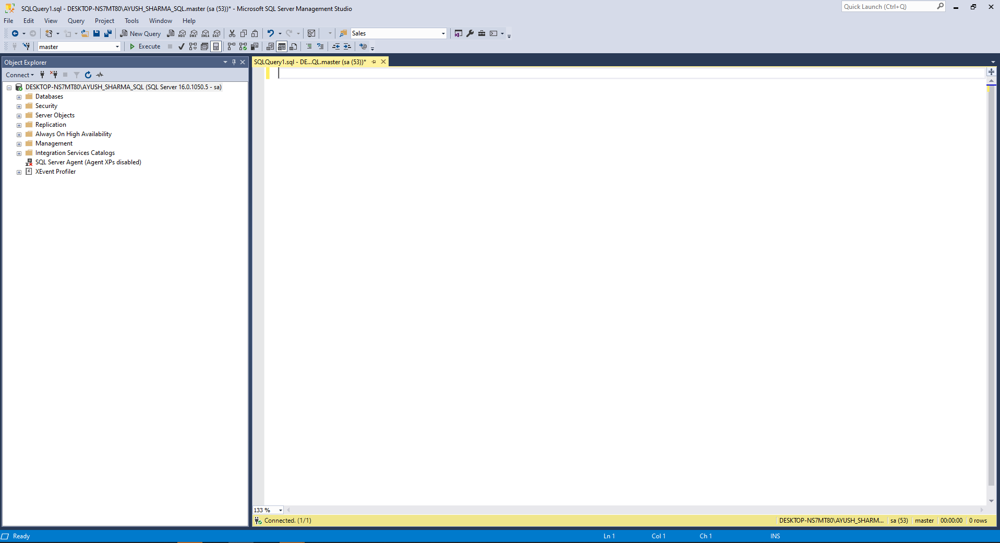 SQLQuery1.sql - DESKTOP-NS7MT80\AYUSH_SHARMA_SQL.master (sa (53))* - Microsoft SQL Server Management Studio
Quick Launch (Ctrl+Q)
File Edit View Query Project Tools Window Help
New Query MDX DMX XMLA DAX Sales
master Execute
Object Explorer
SQLQuery1.sql - DE...QL.master (sa (53))*
Connect
DESKTOP-NS7MT80\AYUSH_SHARMA_SQL (SQL Server 16.0.1050.5 - sa)
Databases
Security
Server Objects
Replication
Always On High Availability
Management
Integration Services Catalogs
SQL Server Agent (Agent XPs disabled)
XEvent Profiler
133 %
Connected. (1/1) DESKTOP-NS7MT80\AYUSH_SHARM... sa (53) master 00:00:00 0 rows
Ready Ln 1 Col 1 Ch 1 INS